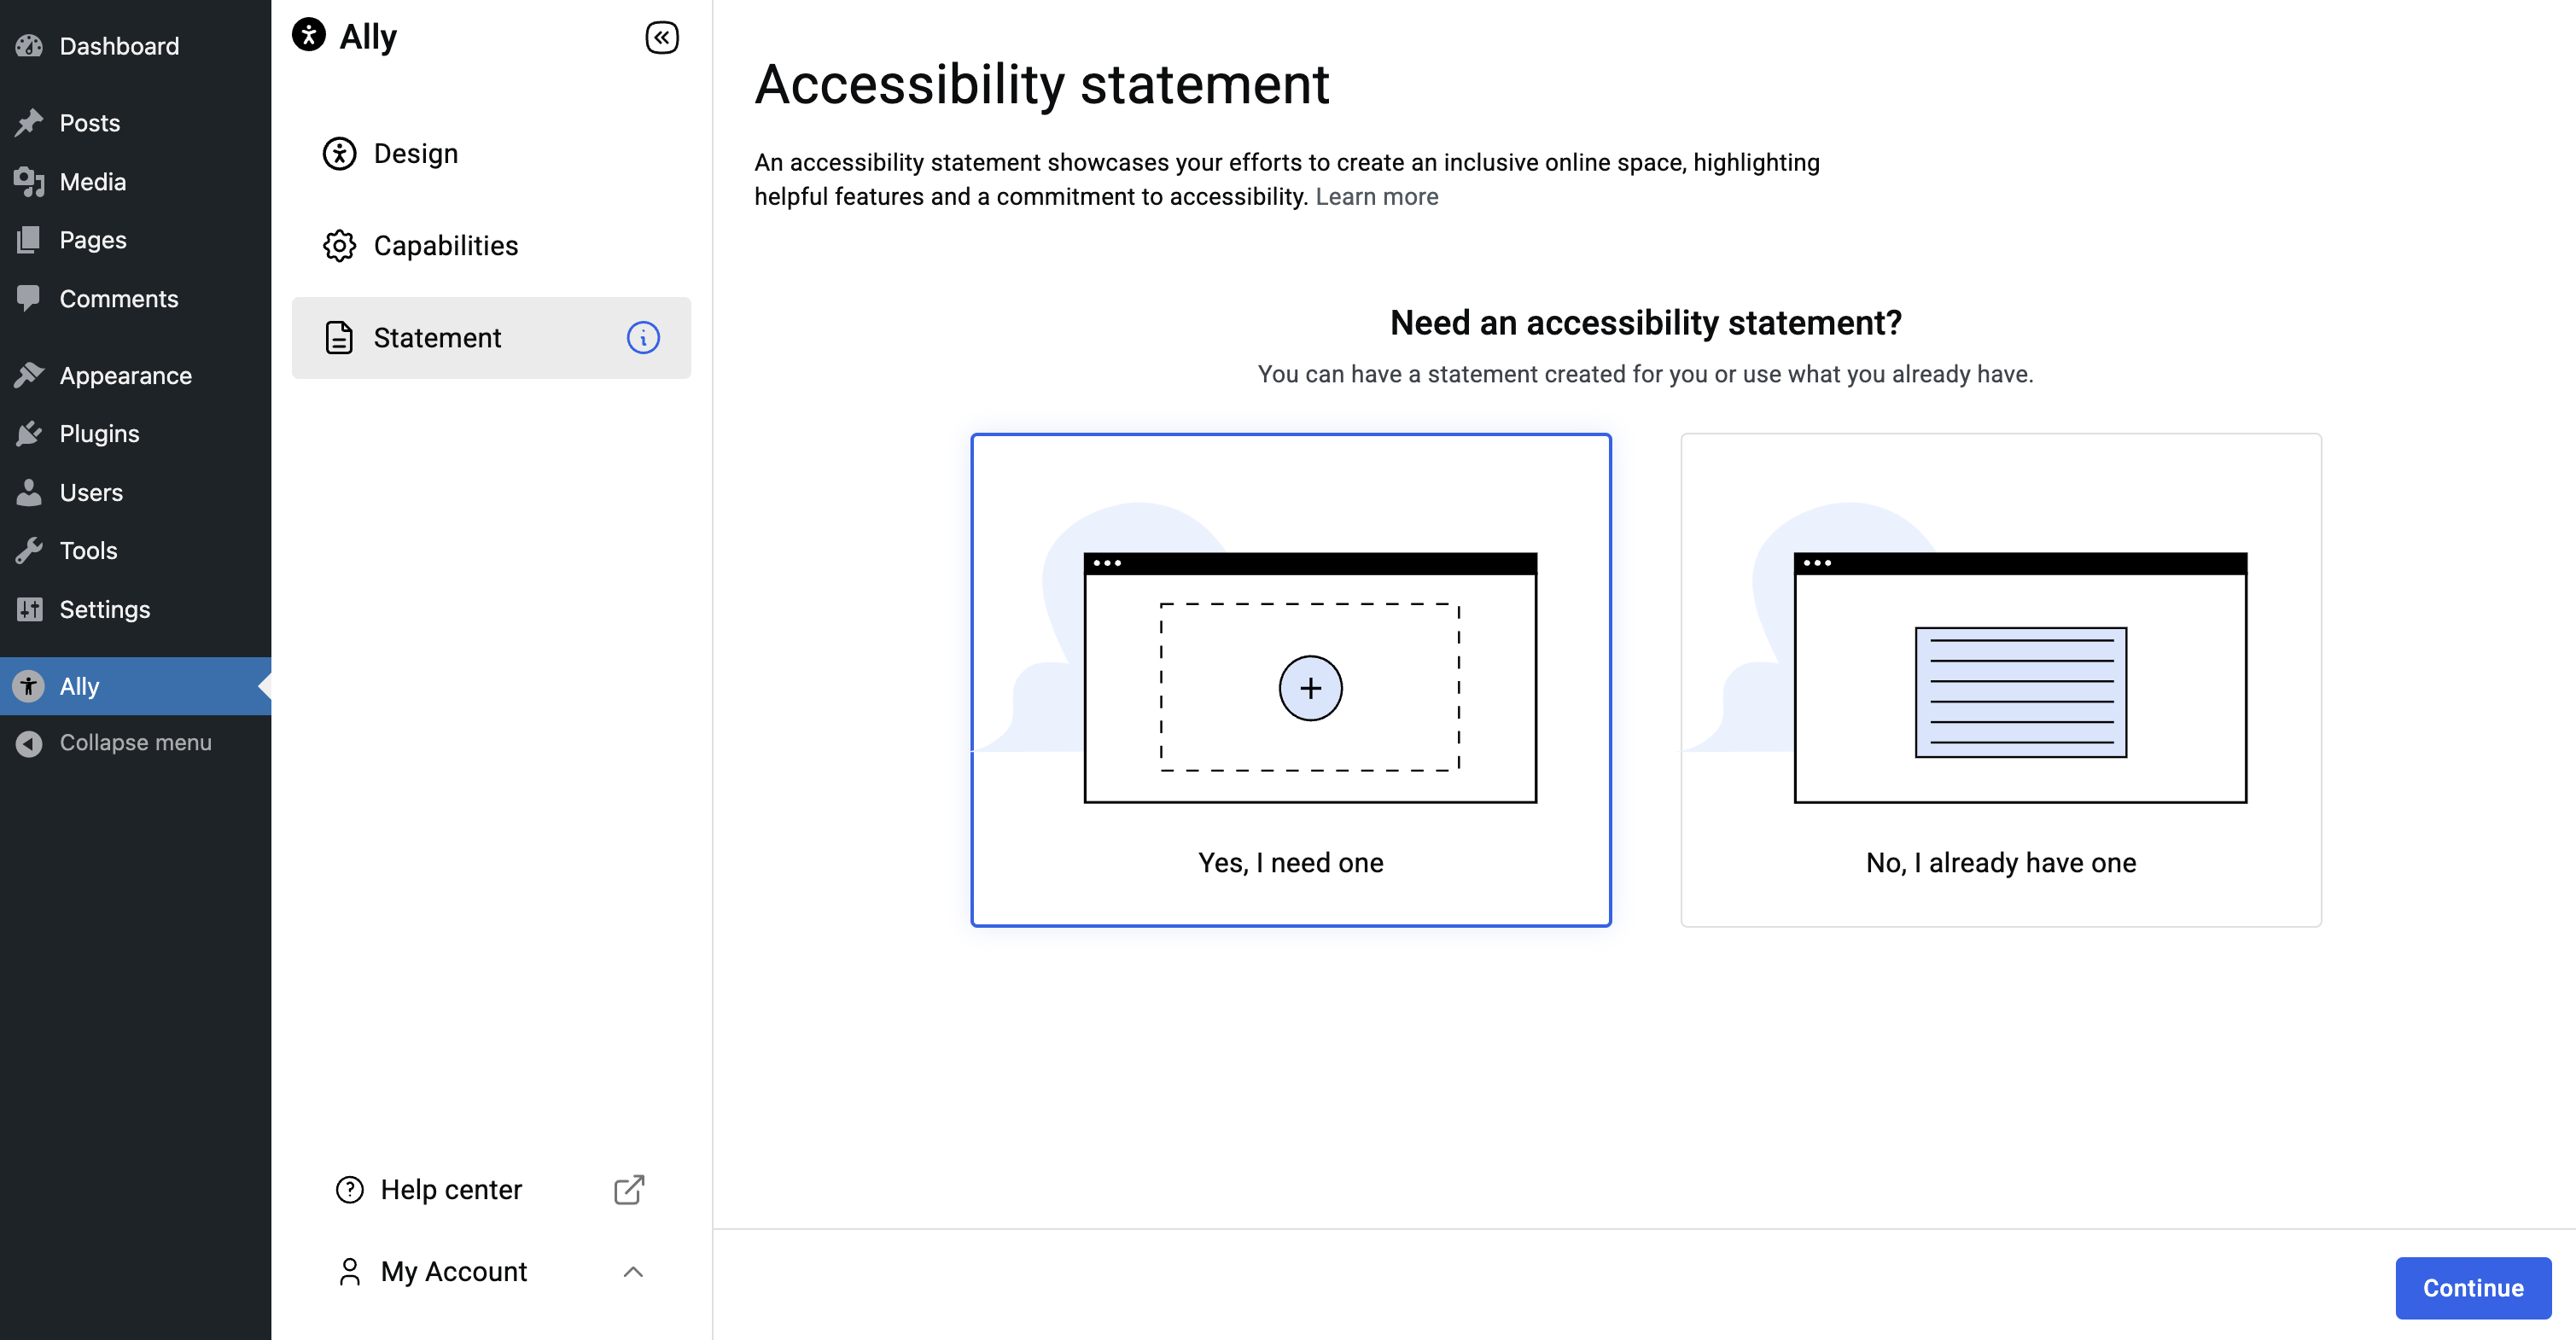 Dashboard
Posts
Media
Pages
Comments
Appearance
Plugins
Users
Tools
Settings
Ally
Collapse menu
Ally
Design
Capabilities
Statement
Help center
My Account
Accessibility statement
An accessibility statement showcases your efforts to create an inclusive online space, highlighting
helpful features and a commitment to accessibility. Learn more
Need an accessibility statement?
You can have a statement created for you or use what you already have.
Yes, I need one
No, I already have one
Continue